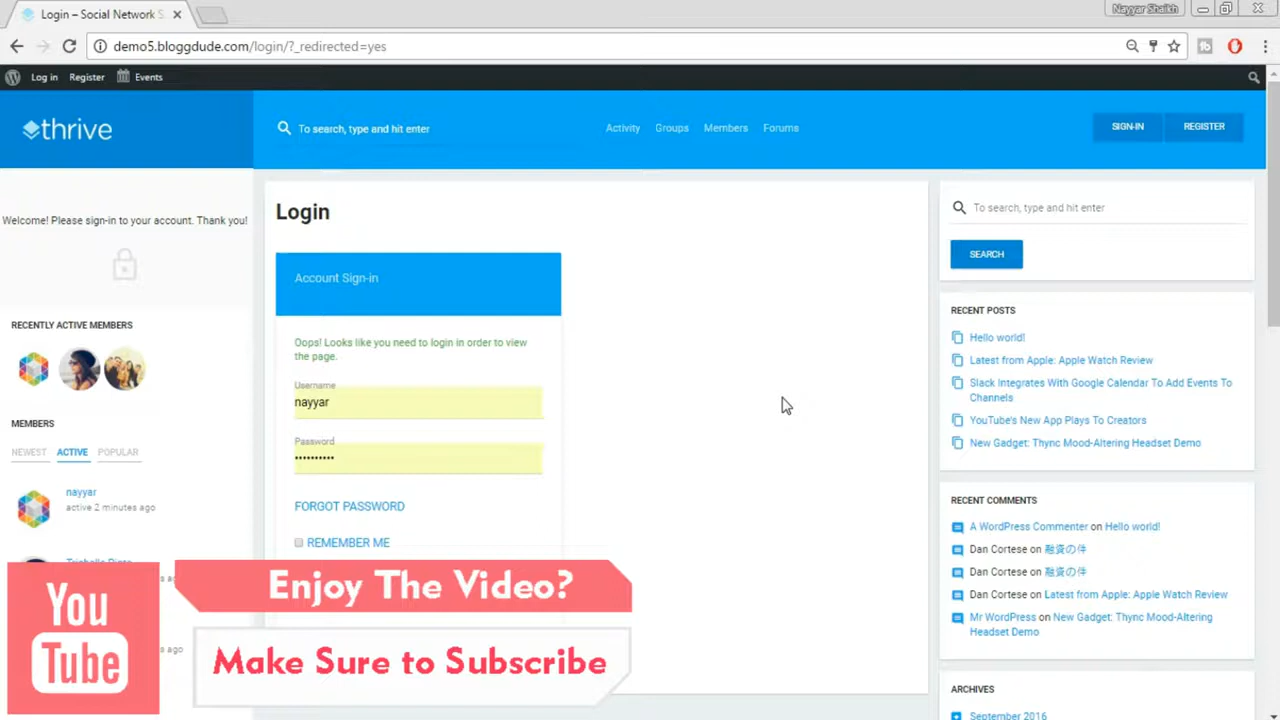 Login – Social Network S
Nayyar Shaikh
demo5.bloggdude.com/login/?_redirected=yes
Log in Register Events
thrive
To search, type and hit enter
Activity Groups Members Forums
SIGN-IN REGISTER
Welcome! Please sign-in to your account. Thank you!
RECENTLY ACTIVE MEMBERS
MEMBERS
NEWEST ACTIVE POPULAR
nayyar
active 2 minutes ago
Login
Account Sign-in
Oops! Looks like you need to login in order to view
the page.
Username
nayyar
Password
••••••••••
FORGOT PASSWORD
REMEMBER ME
To search, type and hit enter
SEARCH
RECENT POSTS
Hello world!
Latest from Apple: Apple Watch Review
Slack Integrates With Google Calendar To Add Events To
Channels
YouTube's New App Plays To Creators
New Gadget: Thync Mood-Altering Headset Demo
RECENT COMMENTS
A WordPress Commenter on Hello world!
Dan Cortese on 融資の件
Dan Cortese on 融資の件
Dan Cortese on Latest from Apple: Apple Watch Review
Mr WordPress on New Gadget: Thync Mood-Altering
Headset Demo
ARCHIVES
September 2016
s ago
s ago
You
Tube
Enjoy The Video?
Make Sure to Subscribe